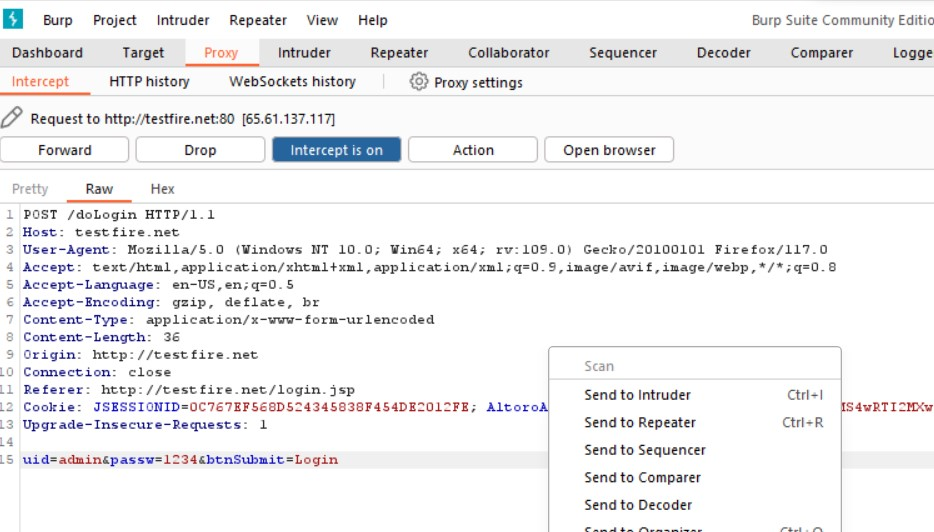 Burp Project Intruder Repeater View Help Burp Suite Community Editio
Dashboard Target Proxy Intruder Repeater Collaborator Sequencer Decoder Comparer Logge
Intercept HTTP history WebSockets history Proxy settings
Request to http://testfire.net:80 [65.61.137.117]
Forward Drop Intercept is on Action Open browser
Pretty Raw Hex
1 POST /doLogin HTTP/1.1
2 Host: testfire.net
3 User-Agent: Mozilla/5.0 (Windows NT 10.0; Win64; x64; rv:109.0) Gecko/20100101 Firefox/117.0
4 Accept: text/html,application/xhtml+xml,application/xml;q=0.9,image/avif,image/webp,*/*;q=0.8
5 Accept-Language: en-US,en;q=0.5
6 Accept-Encoding: gzip, deflate, br
7 Content-Type: application/x-www-form-urlencoded
8 Content-Length: 36
9 Origin: http://testfire.net
10 Connection: close
11 Referer: http://testfire.net/login.jsp
12 Cookie: JSESSIONID=0C767EF568D524345838F454DE2012FE; AltoroA MS4wRTI2MXw
13 Upgrade-Insecure-Requests: 1
14
15 uid=admin&passw=1234&btnSubmit=Login
Scan
Send to Intruder Ctrl+I
Send to Repeater Ctrl+R
Send to Sequencer
Send to Comparer
Send to Decoder
Send to Organizer Ctrl+O